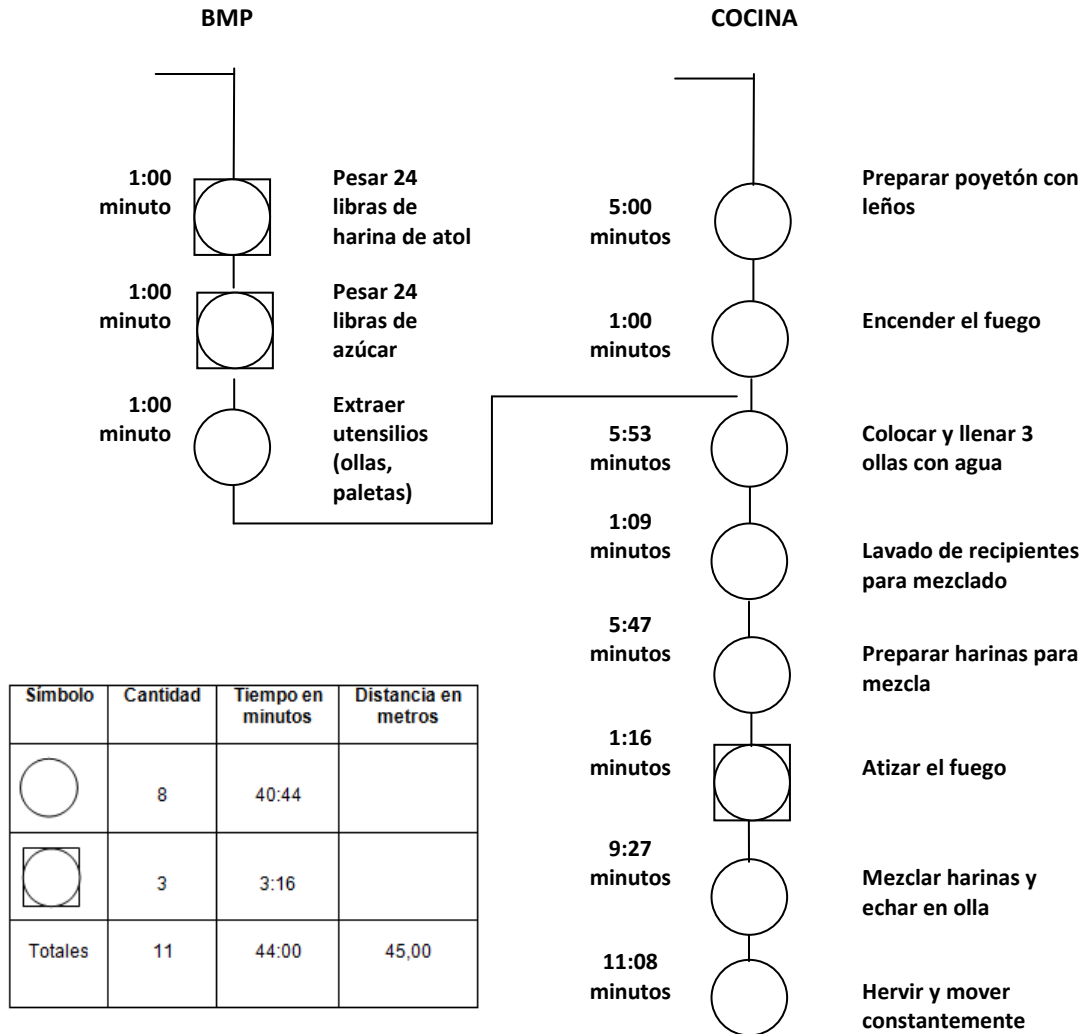 BMP
COCINA
1:00
minuto
Pesar 24
libras de
harina de atol
1:00
minuto
Pesar 24
libras de
azúcar
1:00
minuto
Extraer
utensilios
(ollas,
paletas)
5:00
minutos
Preparar poyetón con
leños
1:00
minutos
Encender el fuego
5:53
minutos
Colocar y llenar 3
ollas con agua
1:09
minutos
Lavado de recipientes
para mezclado
5:47
minutos
Preparar harinas para
mezcla
1:16
minutos
Atizar el fuego
9:27
minutos
Mezclar harinas y
echar en olla
11:08
minutos
Hervir y mover
constantemente
Símbolo Cantidad Tiempo en minutos Distancia en metros
8 40:44
3 3:16
Totales 11 44:00 45,00